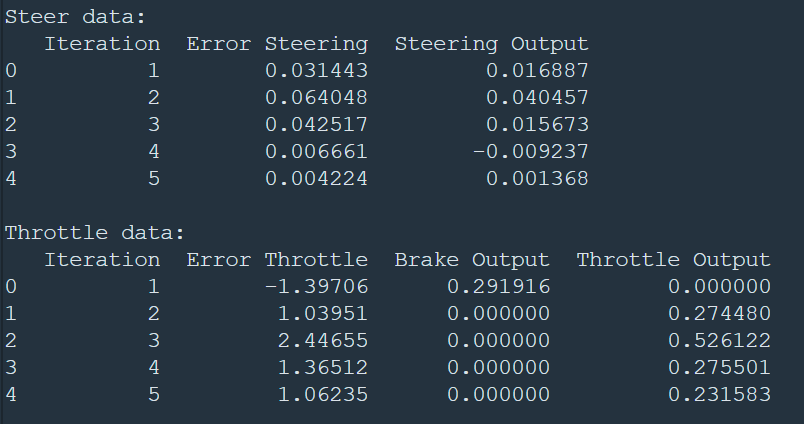 Steer data:
   Iteration  Error Steering  Steering Output
0          1        0.031443         0.016887
1          2        0.064048         0.040457
2          3        0.042517         0.015673
3          4        0.006661        -0.009237
4          5        0.004224         0.001368
Throttle data:
   Iteration  Error Throttle  Brake Output  Throttle Output
0          1        -1.39706      0.291916         0.000000
1          2         1.03951      0.000000         0.274480
2          3         2.44655      0.000000         0.526122
3          4         1.36512      0.000000         0.275501
4          5         1.06235      0.000000         0.231583